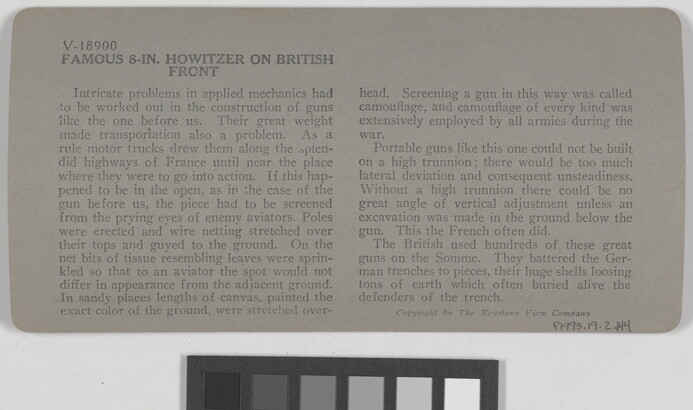 V-18900
FAMOUS 8-IN. HOWITZER ON BRITISH
FRONT
Intricate problems in applied mechanics had
to be worked out in the construction of guns
like the one before us. Their great weight
made transportation also a problem. As a
rule motor trucks drew them along the splen-
did highways of France until near the place
where they were to go into action. If this hap-
pened to be in the open, as in the case of the
gun before us, the piece had to be screened
from the prying eyes of enemy aviators. Poles
were erected and wire netting stretched over
their tops and guyed to the ground. On the
net bits of tissue resembling leaves were sprin-
kled so that to an aviator the spot would not
differ in appearance from the adjacent ground.
In sandy places lengths of canvas, painted the
exact color of the ground, were stretched over-
head. Screening a gun in this way was called
camouflage, and camouflage of every kind was
extensively employed by all armies during the
war.
Portable guns like this one could not be built
on a high trunnion; there would be too much
lateral deviation and consequent unsteadiness.
Without a high trunnion there could be no
great angle of vertical adjustment unless an
excavation was made in the ground below the
gun. This the French often did.
The British used hundreds of these great
guns on the Somme. They battered the Ger-
man trenches to pieces, their huge shells loosing
tons of earth which often buried alive the
defenders of the trench.
Copyright by The Keystone View Company